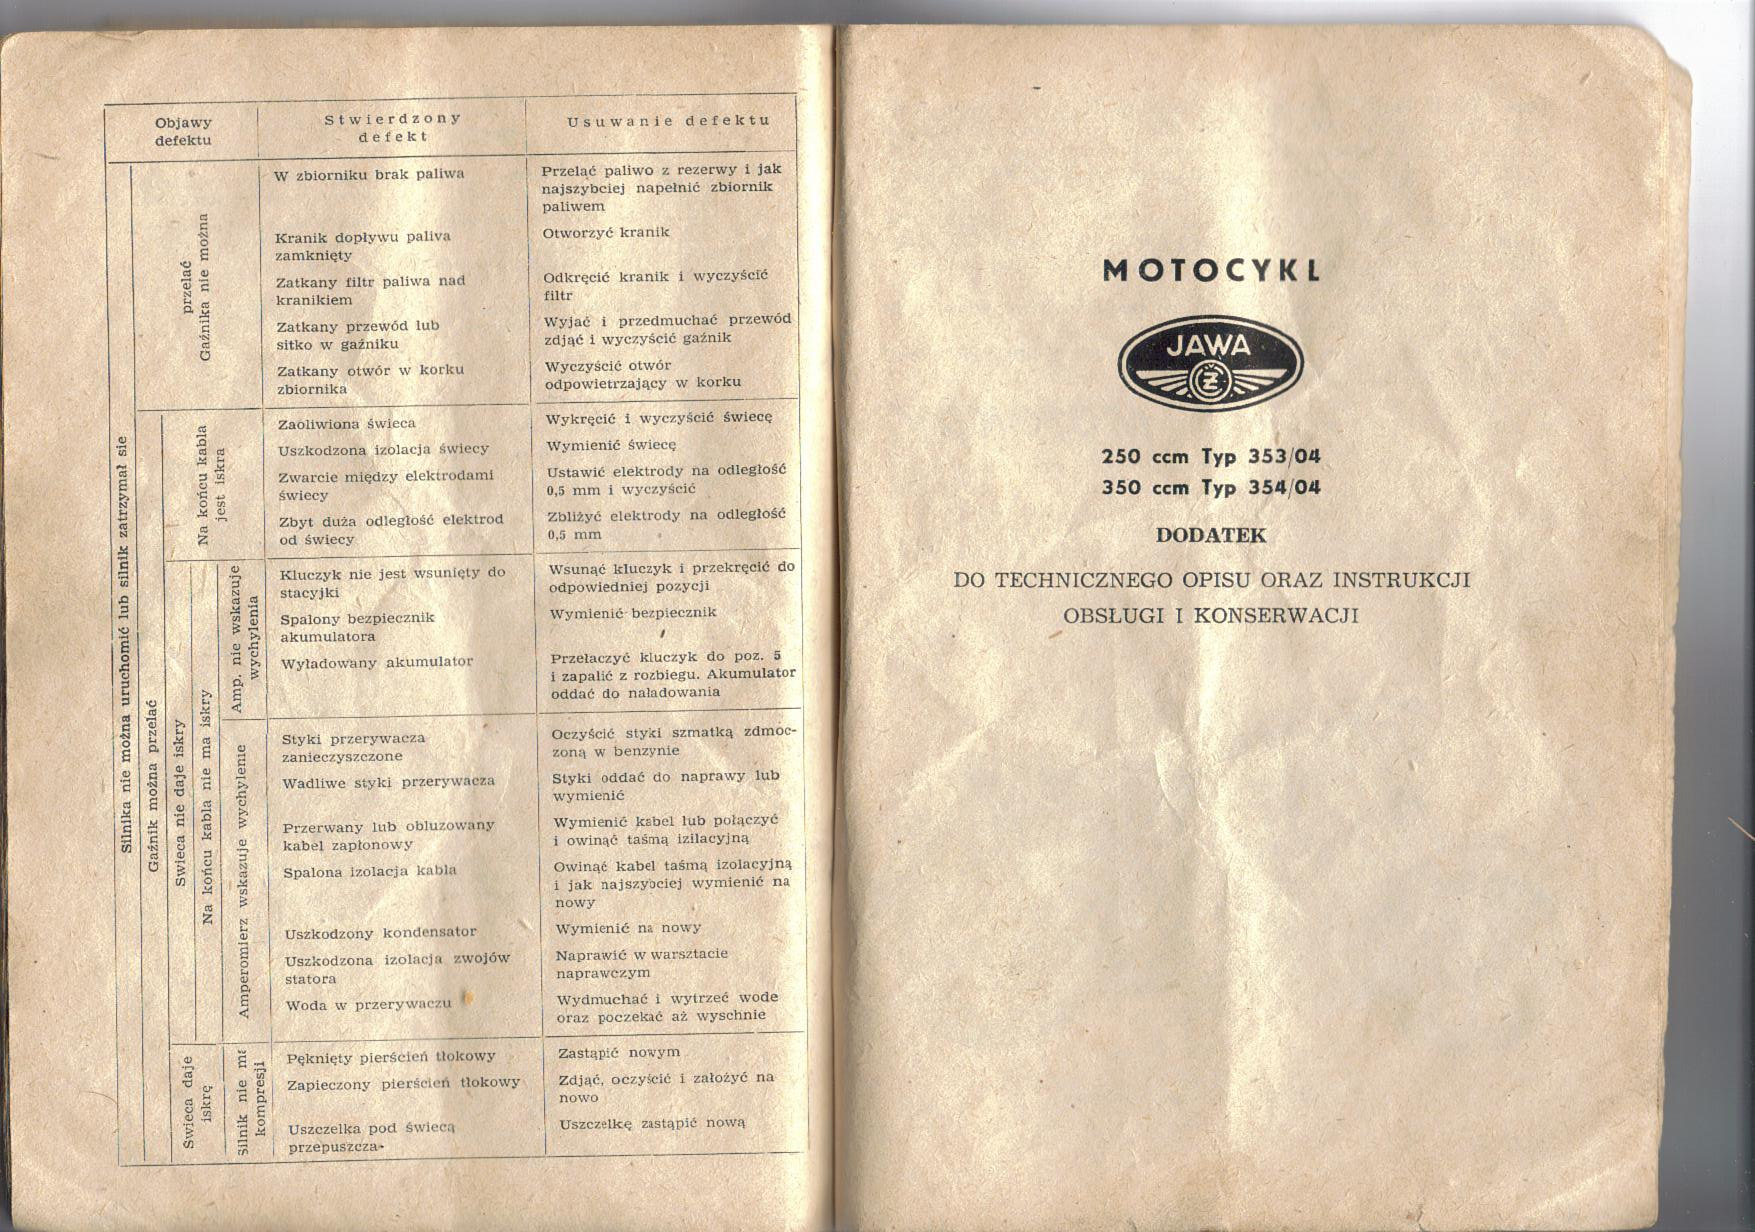 Objawy
defektu
Stwierdzony
defekt
Usuwanie defektu
Silnika nie można uruchomić lub silnik zatrzymał sie
Gaźnika nie można
przelać
W zbiorniku brak paliwa
Przelać paliwo z rezerwy i jak
najszybciej napełnić zbiornik
paliwem
Kranik dopływu paliva
zamknięty
Otworzyć kranik
Zatkany filtr paliwa nad
kranikiem
Odkręcić kranik i wyczyścić
filtr
Zatkany przewód lub
sitko w gaźniku
Wyjać i przedmuchać przewód
zdjąć i wyczyścić gaźnik
Zatkany otwór w korku
zbiornika
Wyczyścić otwór
odpowietrzający w korku
Gaźnik można przelać
Na końcu kabla
jest iskra
Zaoliwiona świeca
Wykręcić i wyczyścić świecę
Uszkodzona izolacja świecy
Wymienić świecę
Zwarcie między elektrodami
świecy
Ustawić elektrody na odległość
0,5 mm i wyczyścić
Zbyt duża odległość elektrod
od świecy
Zbliżyć elektrody na odległość
0,5 mm
Swieca nie daje iskry
Na końcu kabla nie ma iskry
Amp. nie wskazuje
wychylenia
Kluczyk nie jest wsunięty do
stacyjki
Wsunąć kluczyk i przekręcić do
odpowiedniej pozycji
Spalony bezpiecznik
akumulatora
Wymienić bezpiecznik
Wyładowany akumulator
Przełaczyć kluczyk do poz. 5
i zapalić z rozbiegu. Akumulator
oddać do naładowania
Amperomierz wskazuje wychylenie
Styki przerywacza
zanieczyszczone
Oczyścić styki szmatką zdmoc-
zoną w benzynie
Wadliwe styki przerywacza
Styki oddać do naprawy lub
wymienić
Przerwany lub obluzowany
kabel zapłonowy
Wymienić kabel lub połączyć
i owinąć taśmą izilacyjną
Spalona izolacja kabla
Owinąć kabel taśmą izolacyjną
i jak najszybciej wymienić na
nowy
Uszkodzony kondensator
Wymienić na nowy
Uszkodzona izolacja zwojów
statora
Naprawić w warsztacie
naprawczym
Woda w przerywaczu
Wydmuchać i wytrzeć wode
oraz poczekać aż wyschnie
Świeca daje
iskrę
Silnik nie ma
kompresji
Pęknięty pierścień tłokowy
Zastąpić nowym
Zapieczony pierścień tłokowy
Zdjąć, oczyścić i założyć na
nowo
Uszczelka pod świecą
przepuszcza
Uszczelkę zastąpić nową
MOTOCYKL
JAWA
ČZ
250 ccm Typ 353/04
350 ccm Typ 354/04
DODATEK
DO TECHNICZNEGO OPISU ORAZ INSTRUKCJI
OBSŁUGI I KONSERWACJI